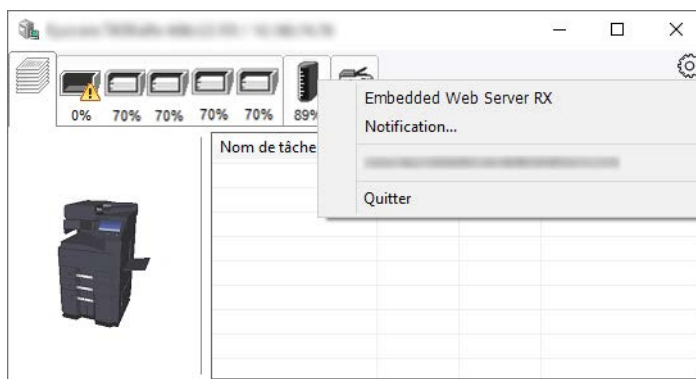 0% 70% 70% 70% 70% 89%
Nom de tâche
Embedded Web Server RX
Notification...
Quitter